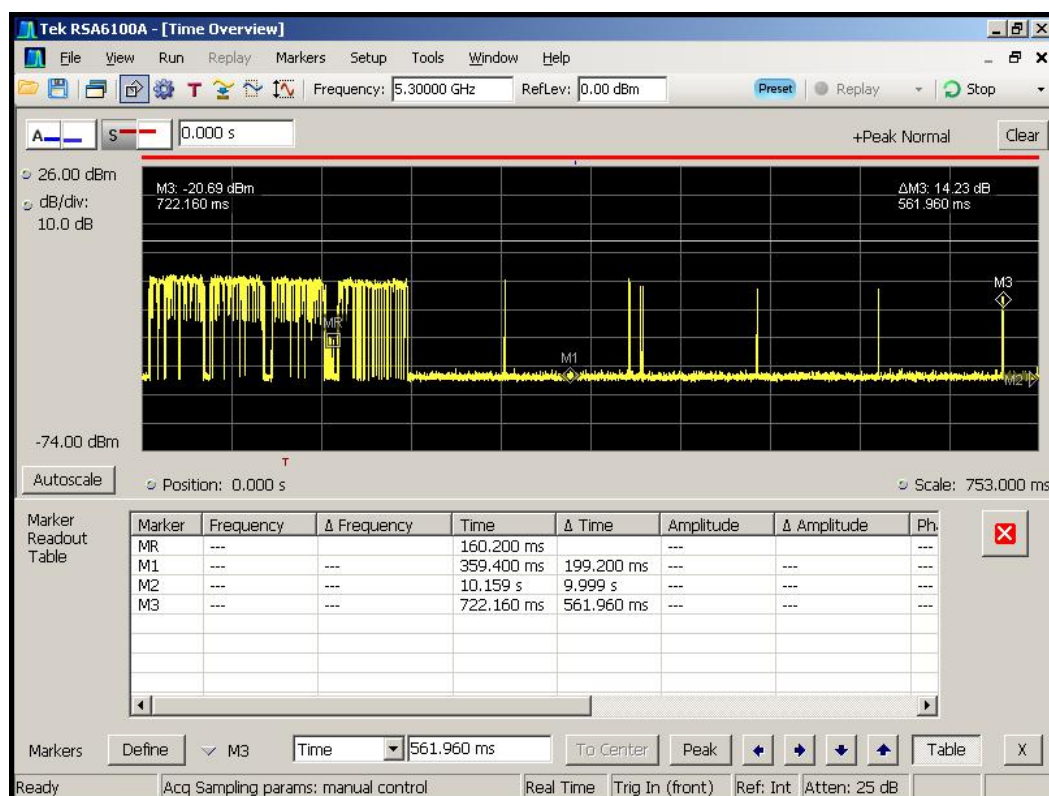 Tek RSA6100A - [Time Overview]
File View Run Replay Markers Setup Tools Window Help
T Frequency: 5.30000 GHz RefLev: 0.00 dBm Preset Replay Stop
A S 0.000 s +Peak Normal Clear
26.00 dBm
dB/div:
10.0 dB
M3: -20.69 dBm
722.160 ms
ΔM3: 14.23 dB
561.960 ms
M3
MR
M1
M2
-74.00 dBm
T
Autoscale Position: 0.000 s Scale: 753.000 ms
Marker
Readout
Table
Marker Frequency Δ Frequency Time Δ Time Amplitude Δ Amplitude Ph
MR --- 160.200 ms --- ---
M1 --- --- 359.400 ms 199.200 ms --- --- ---
M2 --- --- 10.159 s 9.999 s --- --- ---
M3 --- --- 722.160 ms 561.960 ms --- --- ---
Markers Define M3 Time 561.960 ms To Center Peak Table X
Ready Acq Sampling params: manual control Real Time Trig In (front) Ref: Int Atten: 25 dB